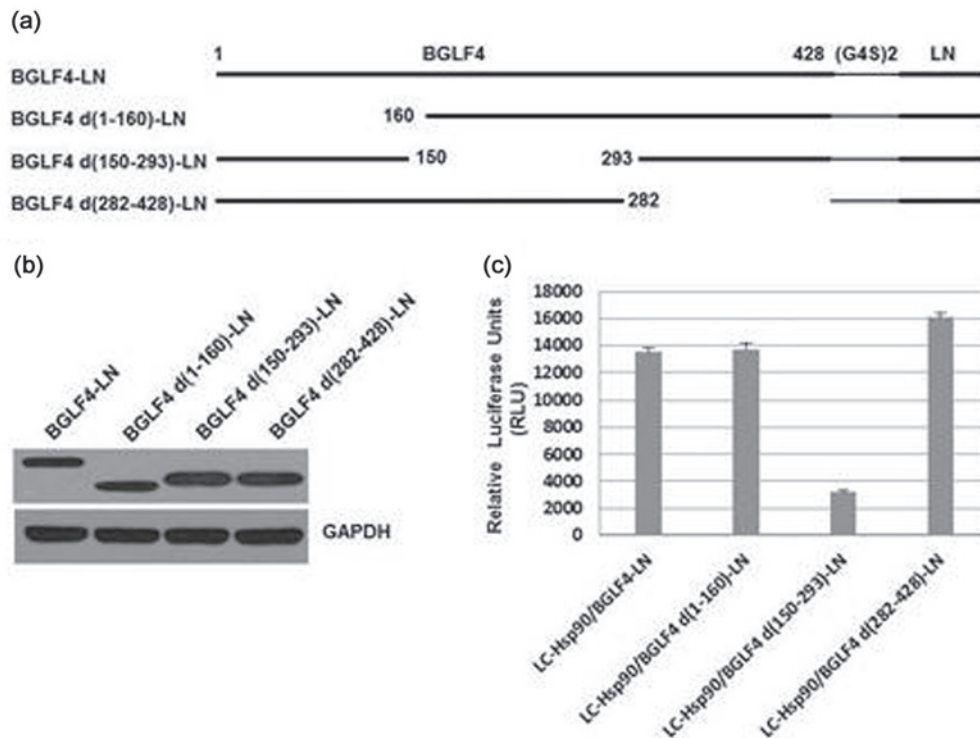 (a)
1 BGLF4 428 (G4S)2 LN
BGLF4-LN
BGLF4 d(1-160)-LN 160
BGLF4 d(150-293)-LN 150 293
BGLF4 d(282-428)-LN 282
(b)
BGLF4-LN
BGLF4 d(1-160)-LN
BGLF4 d(150-293)-LN
BGLF4 d(282-428)-LN
GAPDH
(c)
Relative Luciferase Units
(RLU)
18000
16000
14000
12000
10000
8000
6000
4000
2000
0
LC-Hsp90/BGLF4-LN
LC-Hsp90/BGLF4 d(1-160)-LN
LC-Hsp90/BGLF4 d(150-293)-LN
LC-Hsp90/BGLF4 d(282-428)-LN